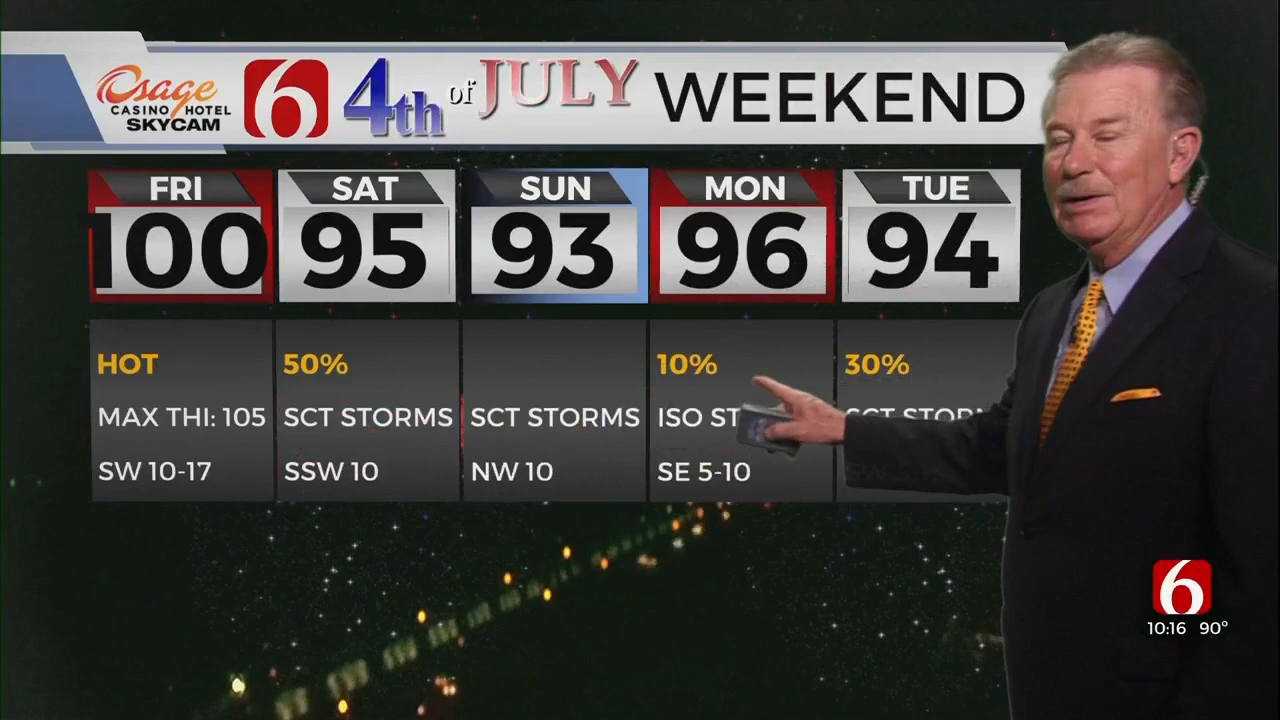 Osage
CASINO HOTEL
SKYCAM
6
4th of JULY WEEKEND
FRI SAT SUN MON TUE
100 95 93 96 94
HOT 50% 10% 30%
MAX THI: 105 SCT STORMS SCT STORMS ISO SCT
SW 10-17 SSW 10 NW 10 SE 5-10
6
10:16 90°